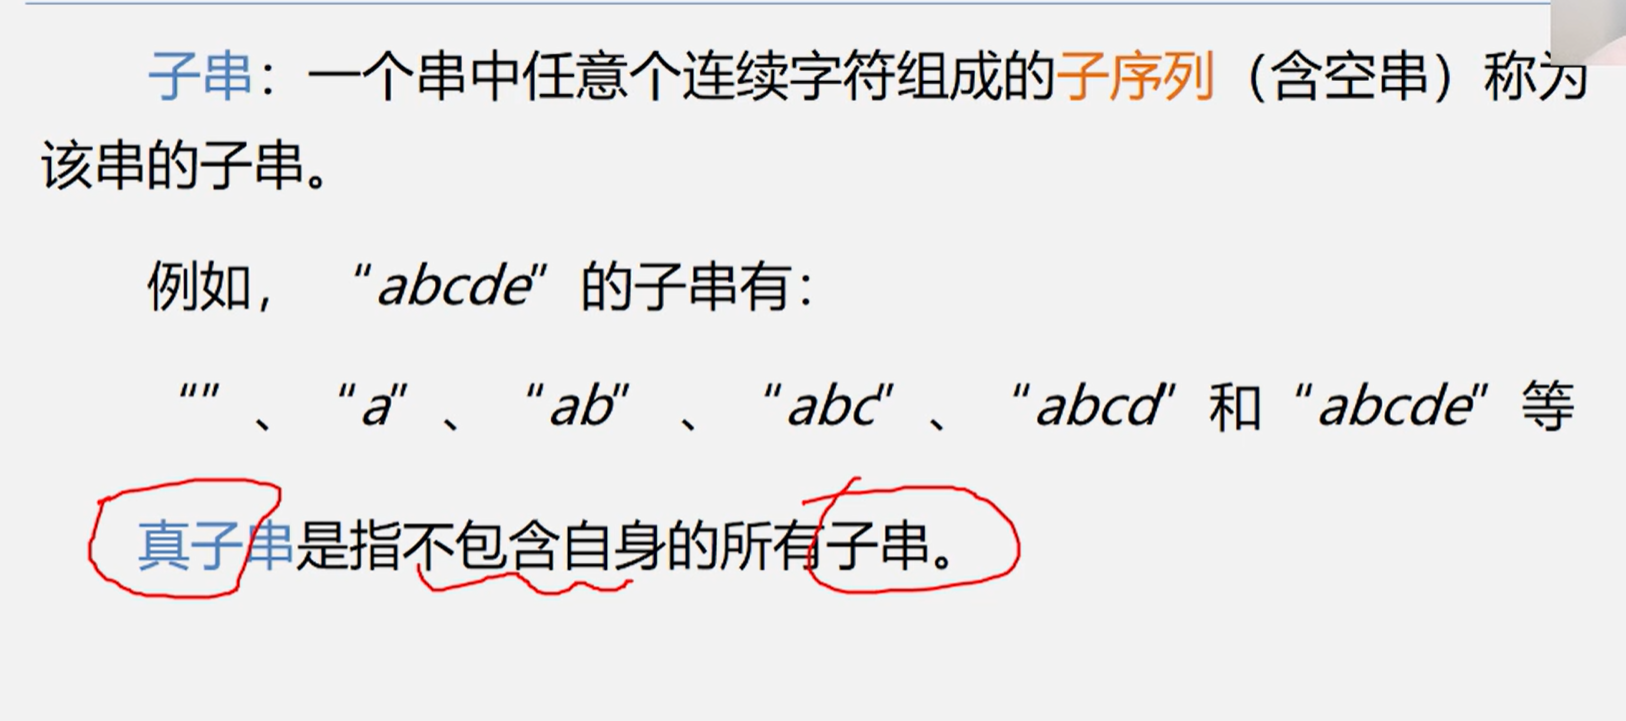 子串：一个串中任意个连续字符组成的子序列（含空串）称为
该串的子串。
例如， “abcde”的子串有：
“”、“a”、“ab”、“abc”、“abcd”和“abcde”等
真子串是指不包含自身的所有子串。